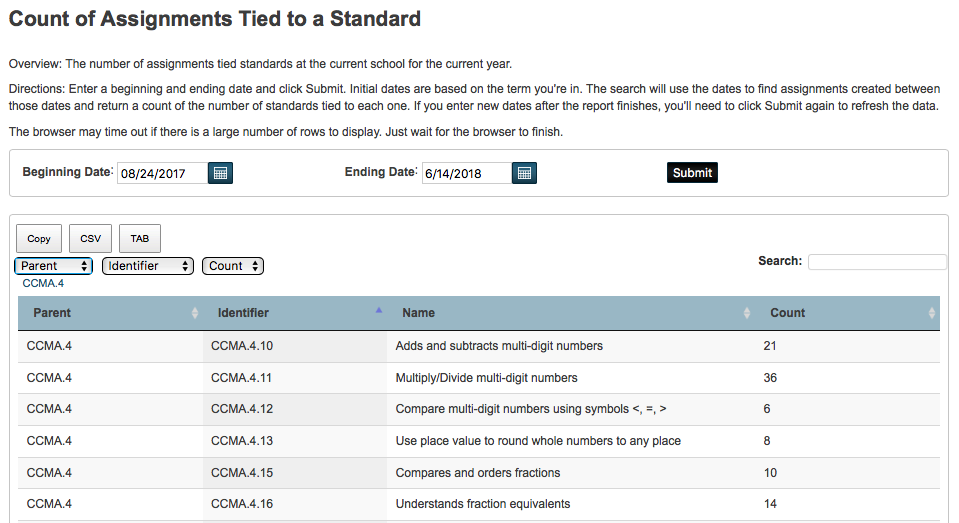 Count of Assignments Tied to a Standard
Overview: The number of assignments tied standards at the current school for the current year.
Directions: Enter a beginning and ending date and click Submit. Initial dates are based on the term you're in. The search will use the dates to find assignments created between
those dates and return a count of the number of standards tied to each one. If you enter new dates after the report finishes, you'll need to click Submit again to refresh the data.
The browser may time out if there is a large number of rows to display. Just wait for the browser to finish.
Beginning Date: 08/24/2017 Ending Date: 6/14/2018 Submit
Copy CSV TAB
Parent Identifier Count Search:
CCMA.4
Parent Identifier Name Count
CCMA.4 CCMA.4.10 Adds and subtracts multi-digit numbers 21
CCMA.4 CCMA.4.11 Multiply/Divide multi-digit numbers 36
CCMA.4 CCMA.4.12 Compare multi-digit numbers using symbols <, =, > 6
CCMA.4 CCMA.4.13 Use place value to round whole numbers to any place 8
CCMA.4 CCMA.4.15 Compares and orders fractions 10
CCMA.4 CCMA.4.16 Understands fraction equivalents 14